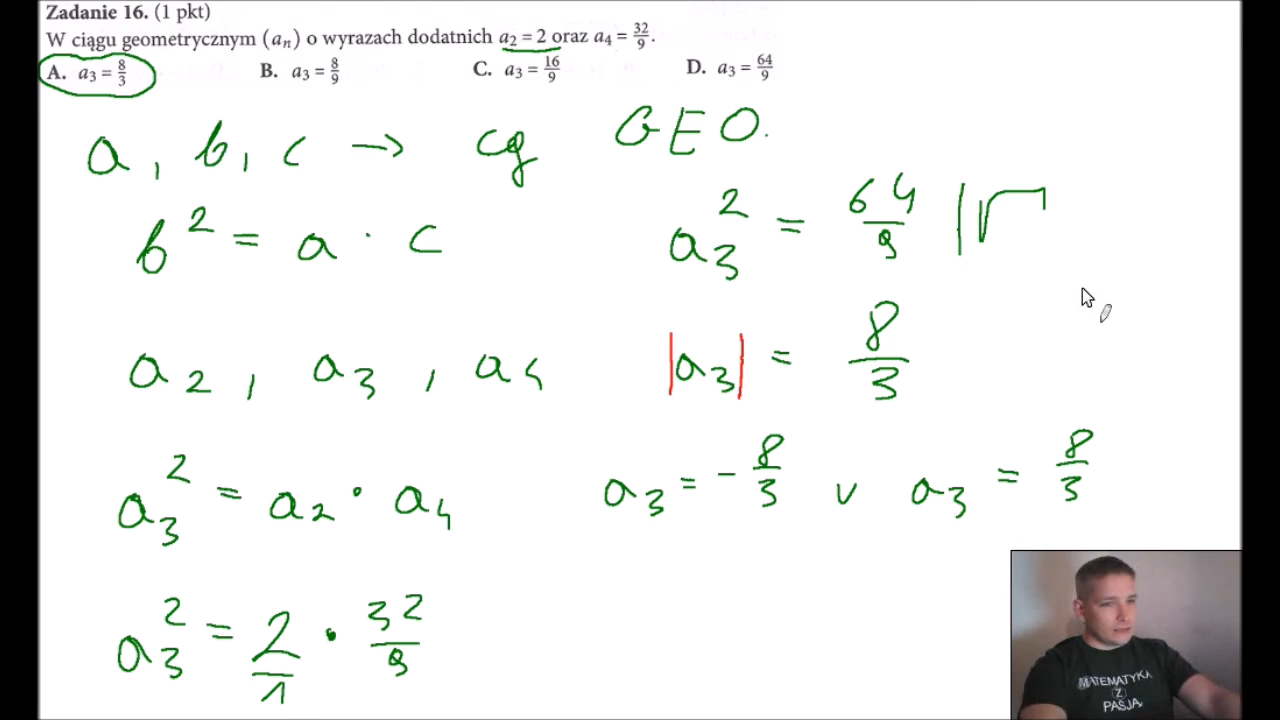 Zadanie 16. (1 pkt)
W ciągu geometrycznym (aₙ) o wyrazach dodatnich a₂ = 2 oraz a₄ = 32/9.
A. a₃ = 8/3 B. a₃ = 8/9 C. a₃ = 16/9 D. a₃ = 64/9
a, b, c → cg GEO.
b² = a · c
a₃² = 64/9 |√
a₂, a₃, a₄
|a₃| = 8/3
a₃² = a₂ · a₄
a₃ = -8/3 v a₃ = 8/3
a₃² = 2/1 · 32/9
MATEMATYKA
Z
PASJĄ